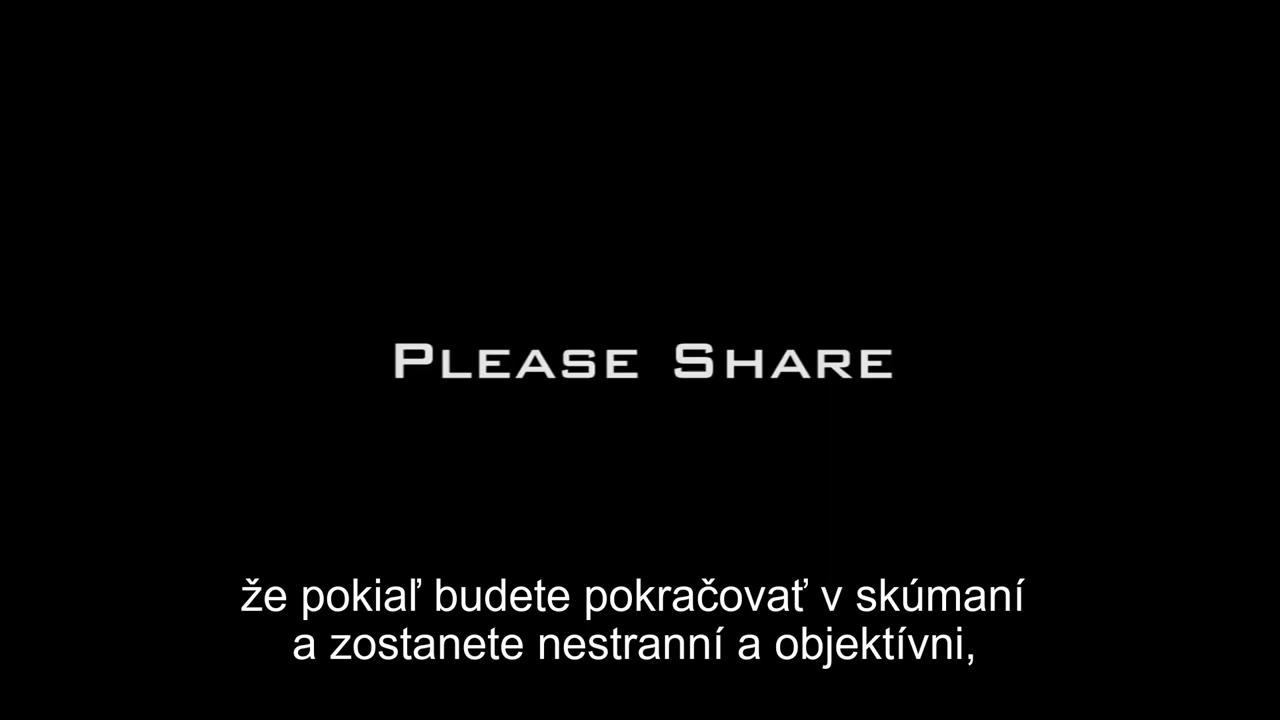 Please Share
že pokiaľ budete pokračovať v skúmaní
a zostanete nestranní a objektívni,